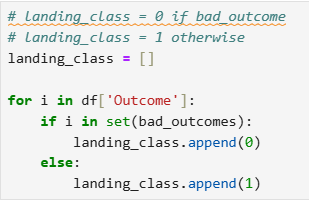 # landing_class = 0 if bad_outcome
# landing_class = 1 otherwise
landing_class = []

for i in df['Outcome']:
    if i in set(bad_outcomes):
        landing_class.append(0)
    else:
        landing_class.append(1)